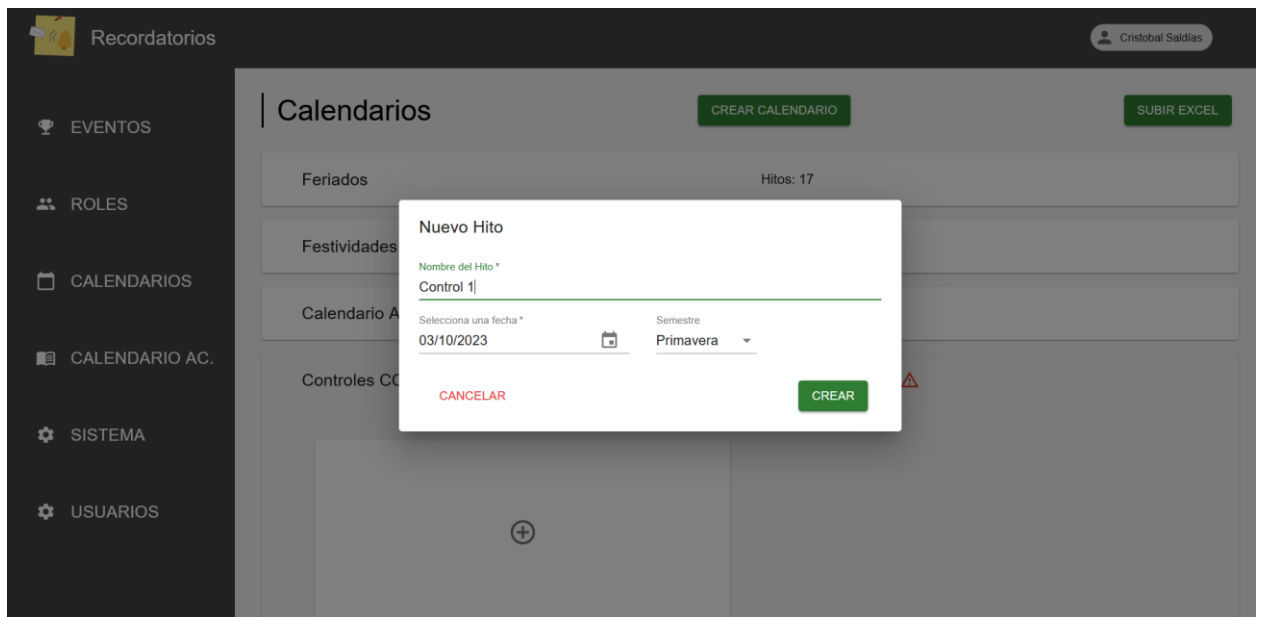 Recordatorios
Cristobal Saldías
EVENTOS
ROLES
CALENDARIOS
CALENDARIO AC.
SISTEMA
USUARIOS
Calendarios
CREAR CALENDARIO
SUBIR EXCEL
Feriados
Hitos: 17
Festividades
Calendario A
Controles CC
Nuevo Hito
Nombre del Hito *
Control 1
Selecciona una fecha *
Semestre
03/10/2023
Primavera
CANCELAR
CREAR